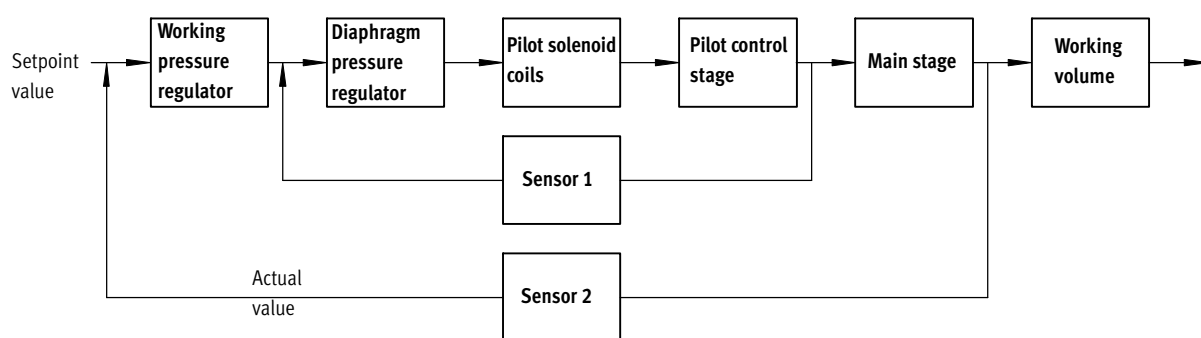 Setpoint
value
Working
pressure
regulator
Diaphragm
pressure
regulator
Pilot solenoid
coils
Pilot control
stage
Main stage
Working
volume
Sensor 1
Actual
value
Sensor 2